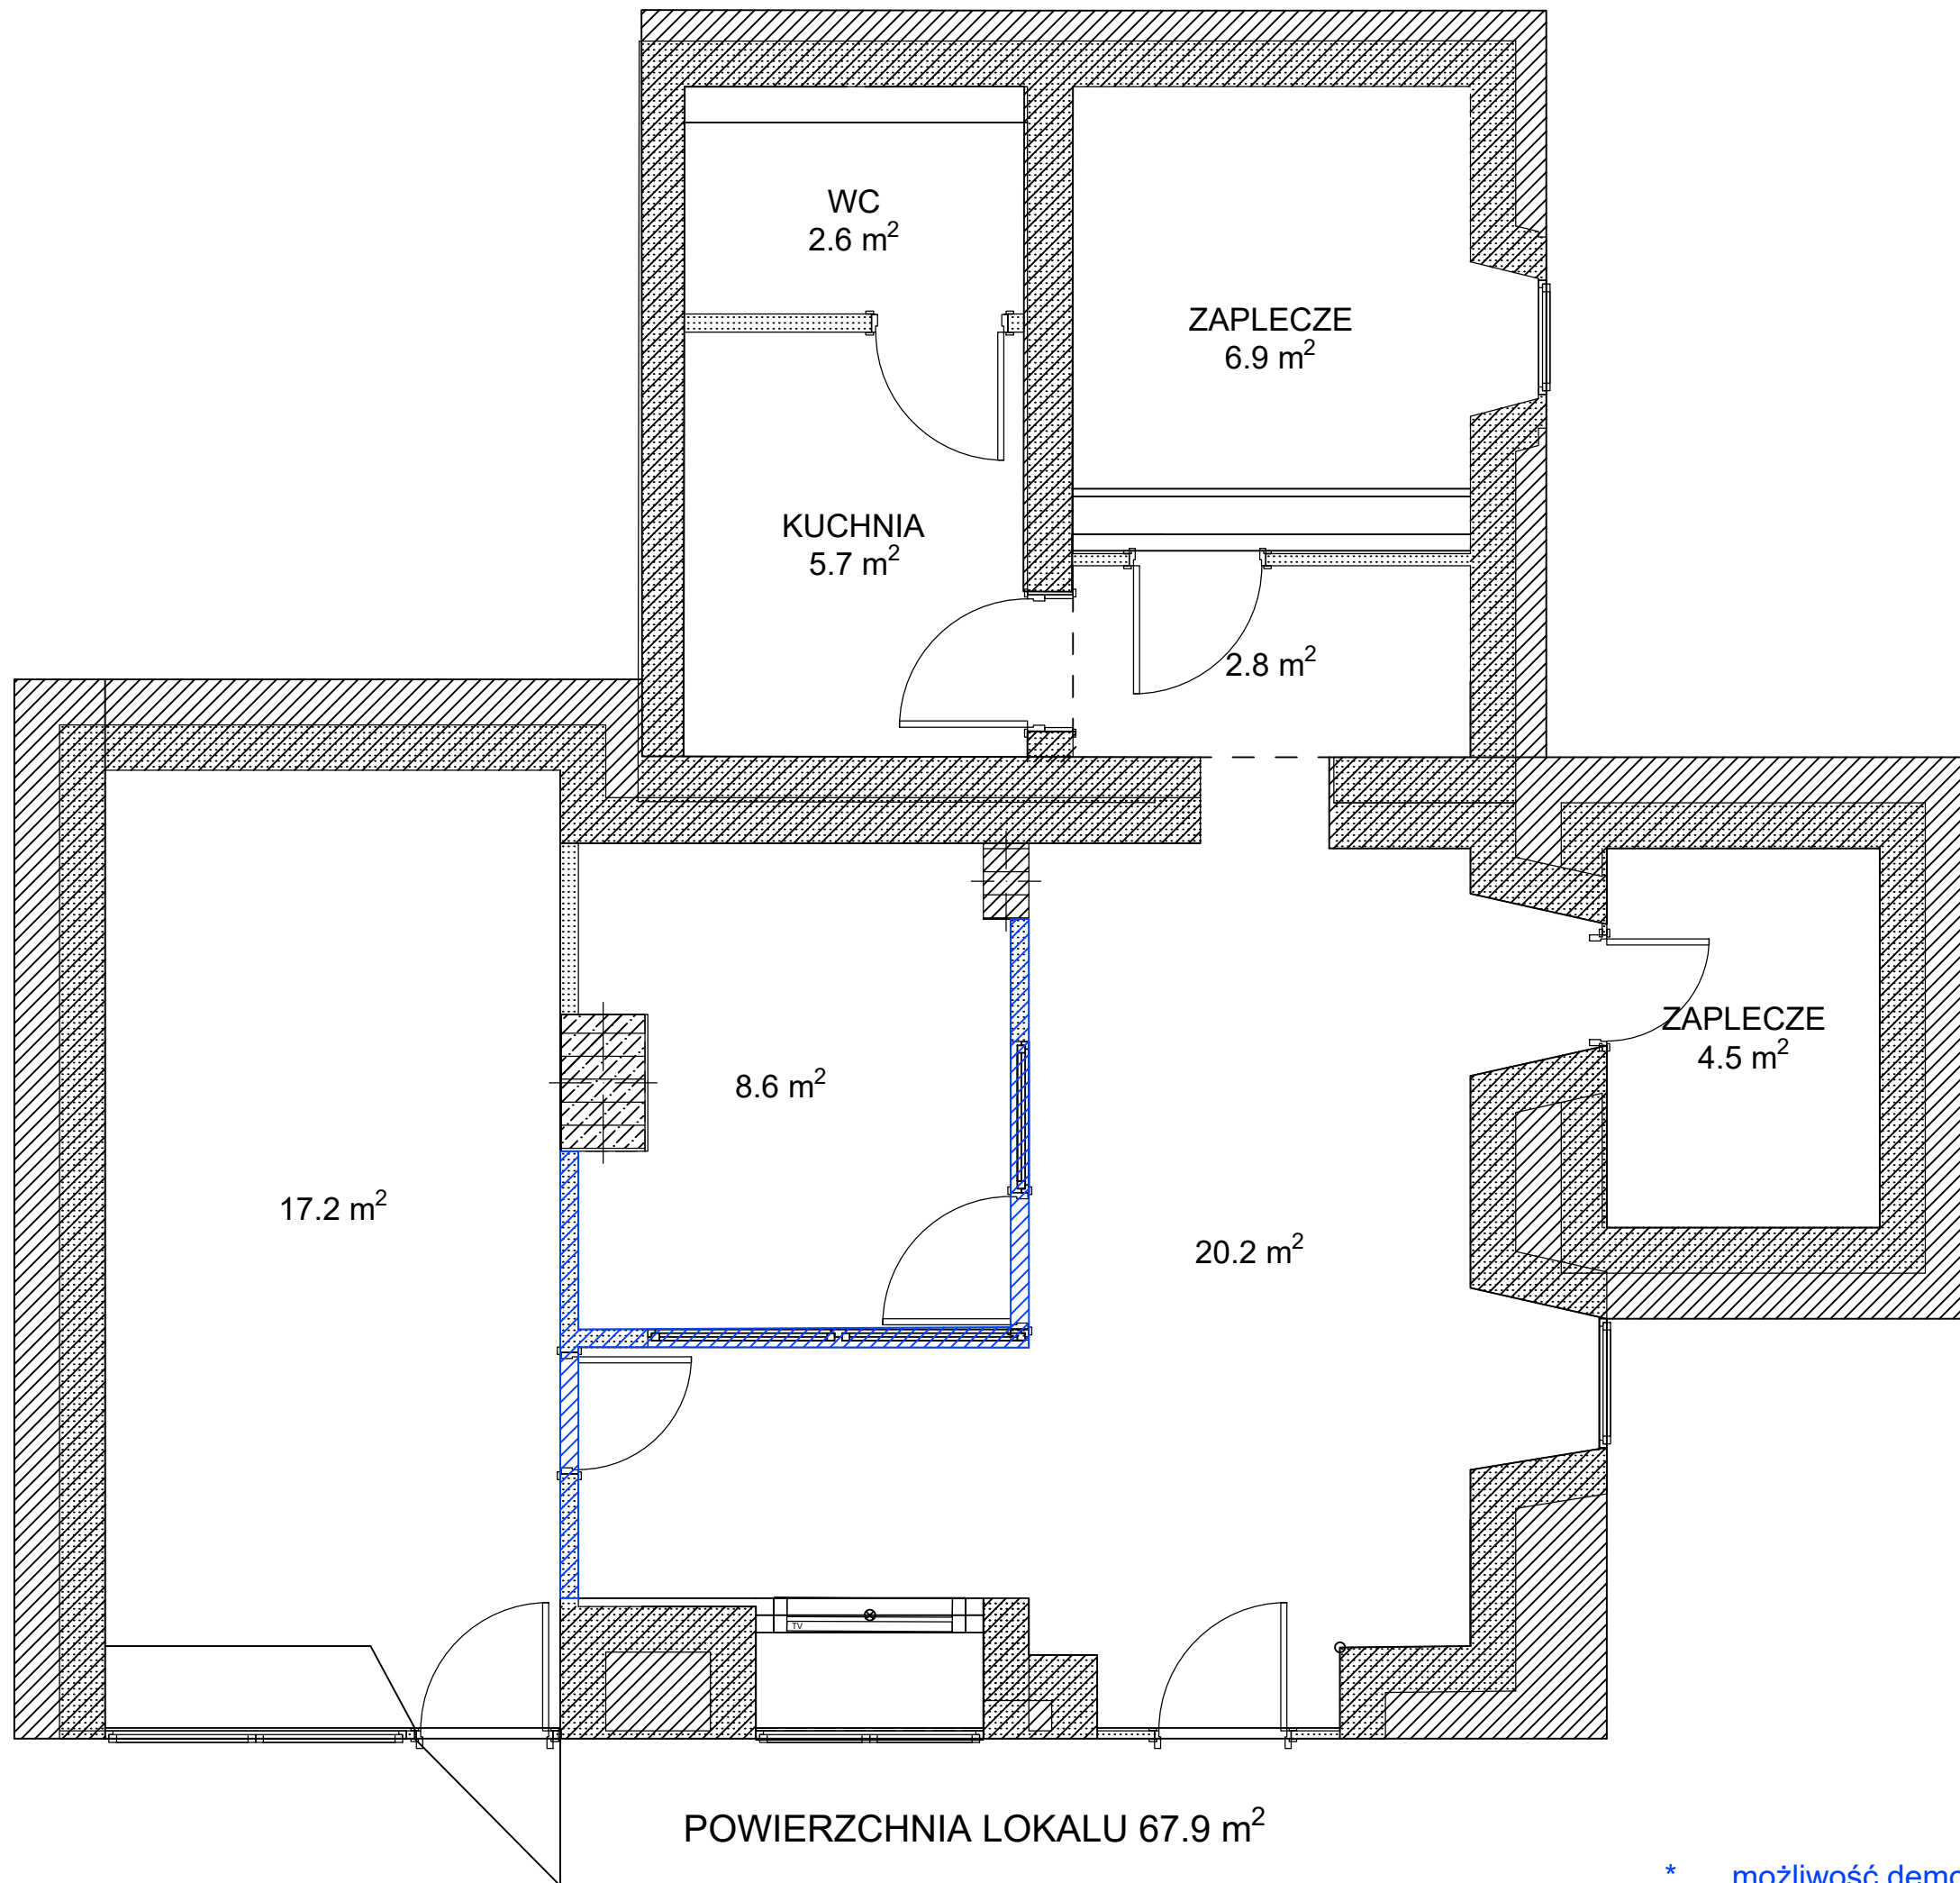 WC
2.6 m²
ZAPLECZE
6.9 m²
KUCHNIA
5.7 m²
2.8 m²
ZAPLECZE
4.5 m²
8.6 m²
17.2 m²
20.2 m²
TV
POWIERZCHNIA LOKALU 67.9 m²
* możliwość